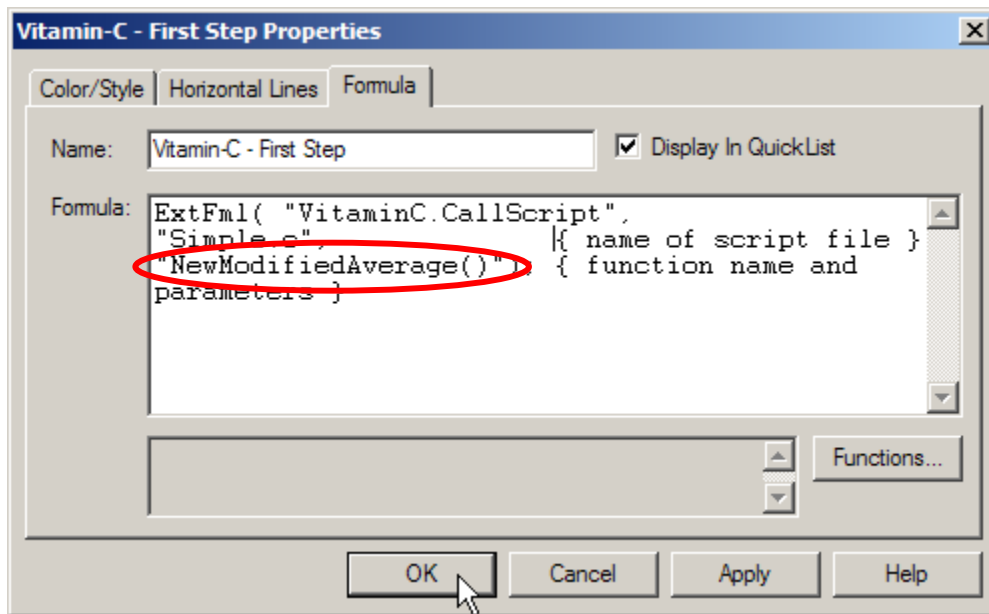 Vitamin-C - First Step Properties
Color/Style Horizontal Lines Formula
Name: Vitamin-C - First Step Display In QuickList
Formula: ExtFml( "VitaminC.CallScript",
"Simple.c", { name of script file }
"NewModifiedAverage()"); { function name and
parameters }
Functions...
OK Cancel Apply Help